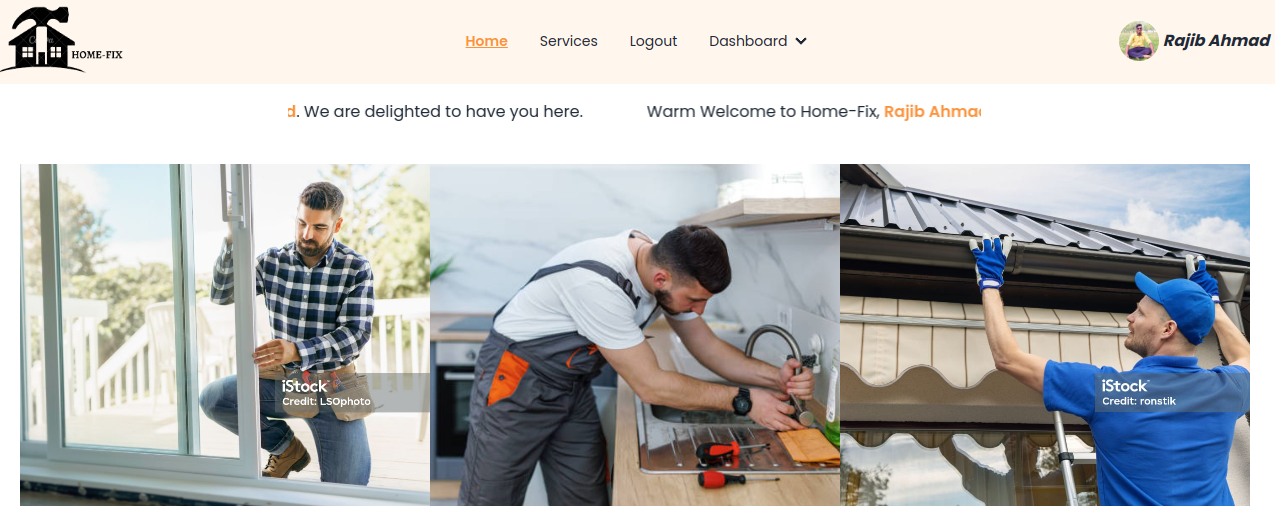 HOME-FIX
Home Services Logout Dashboard
Rajib Ahmad
d. We are delighted to have you here. Warm Welcome to Home-Fix, Rajib Ahmad
iStock
Credit: LSOphoto
iStock
Credit: ronstik